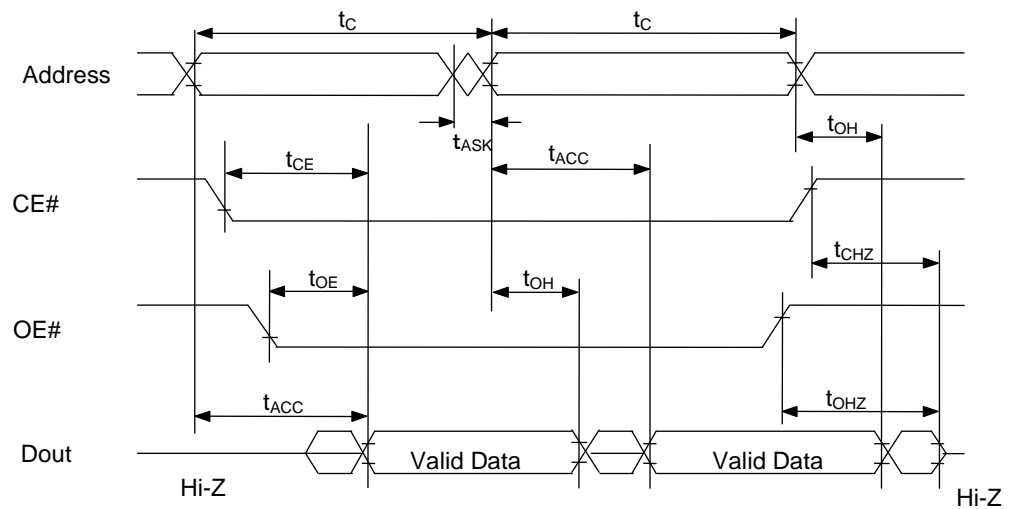 tC tC
Address
tASK tOH
tCE tACC
CE#
tCHZ
tOE tOH
OE#
tACC tOHZ
Dout Valid Data Valid Data
Hi-Z Hi-Z